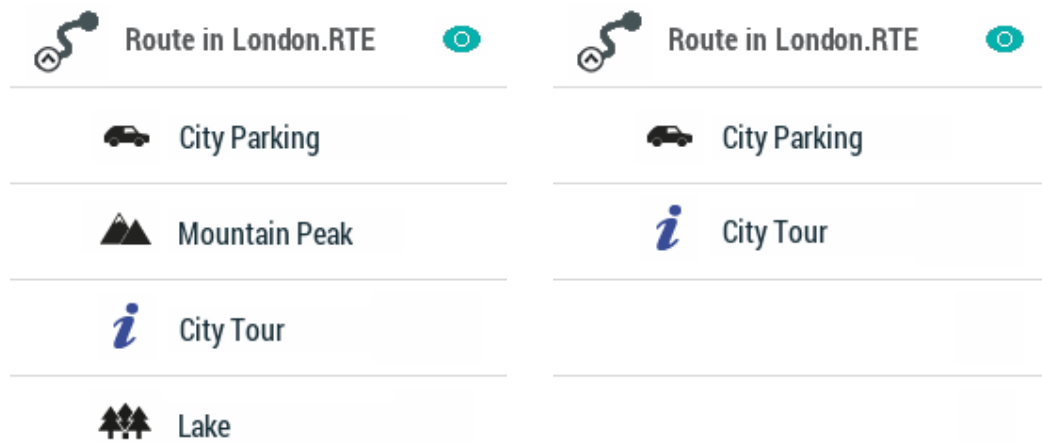 Route in London.RTE
City Parking
Mountain Peak
City Tour
Lake
Route in London.RTE
City Parking
City Tour